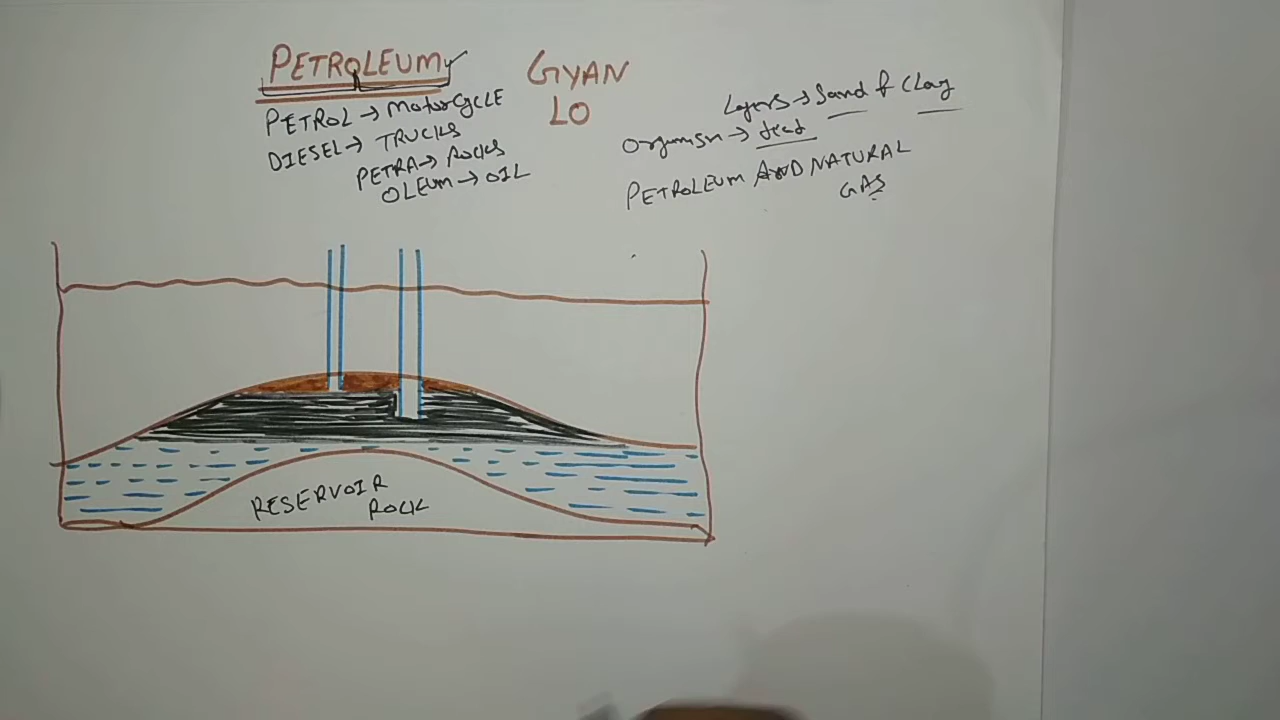 PETROLEUM
PETROL → MotorCyCLE
DIESEL → TRUCKS
PETRA → ROCKS
OLEUM → OIL
GYAN
LO
Layers → Sand & Clay
Organism → dead
PETROLEUM AND NATURAL
GAS
RESERVOIR
ROCK